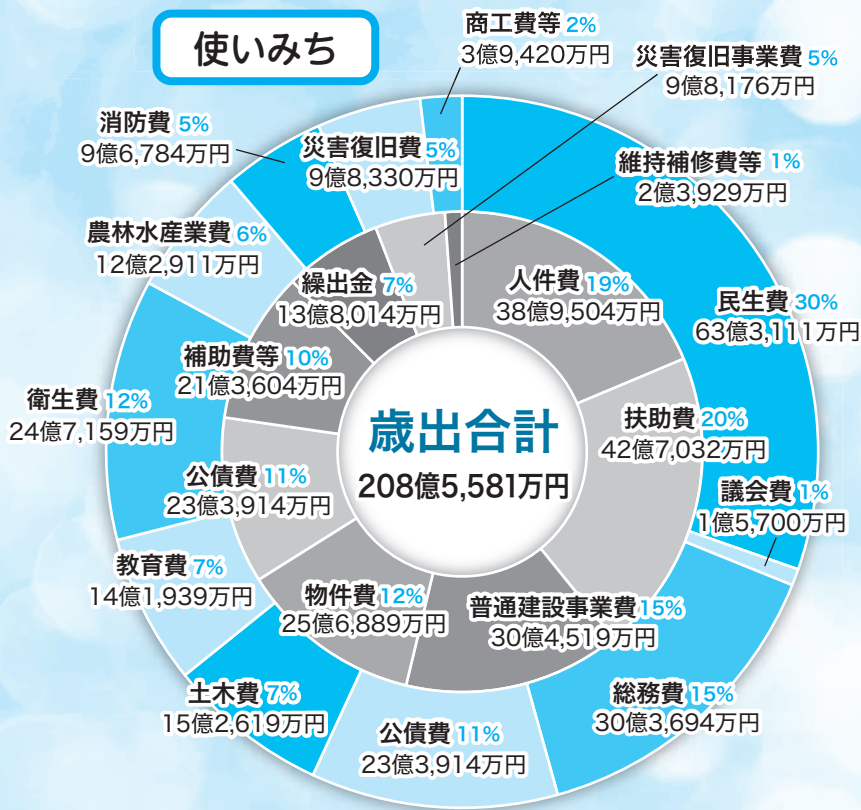 使いみち
商工費等 2%
3億9,420万円
災害復旧事業費 5%
9億8,176万円
消防費 5%
9億6,784万円
災害復旧費 5%
9億8,330万円
維持補修費等 1%
2億3,929万円
農林水産業費 6%
12億2,911万円
繰出金 7%
13億8,014万円
人件費 19%
38億9,504万円
民生費 30%
63億3,111万円
補助費等 10%
21億3,604万円
衛生費 12%
24億7,159万円
歳出合計
208億5,581万円
扶助費 20%
42億7,032万円
公債費 11%
23億3,914万円
議会費 1%
1億5,700万円
教育費 7%
14億1,939万円
物件費 12%
25億6,889万円
普通建設事業費 15%
30億4,519万円
土木費 7%
15億2,619万円
公債費 11%
23億3,914万円
総務費 15%
30億3,694万円